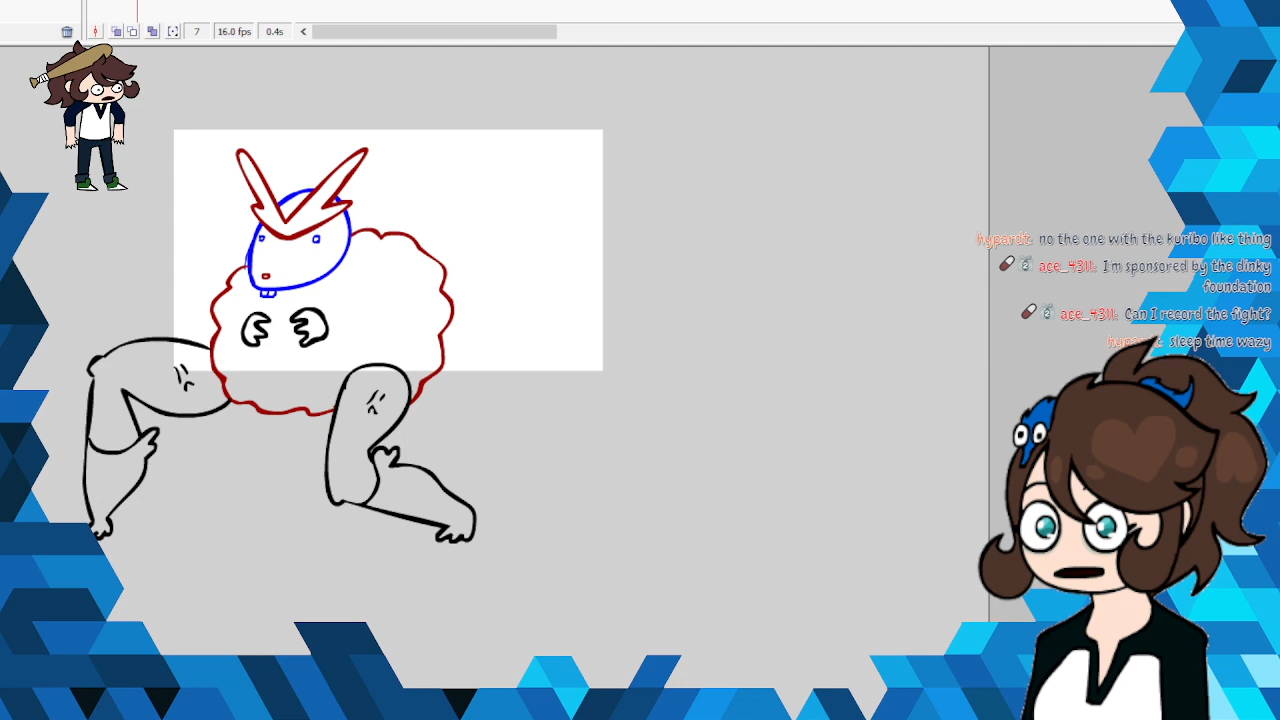 7 16.0 fps 0.4s
hypardt: no the one with the kuribo like thing
ace_4311: I'm sponsored by the dinky
foundation
ace_4311: Can I record the fight?
sleep time wazy